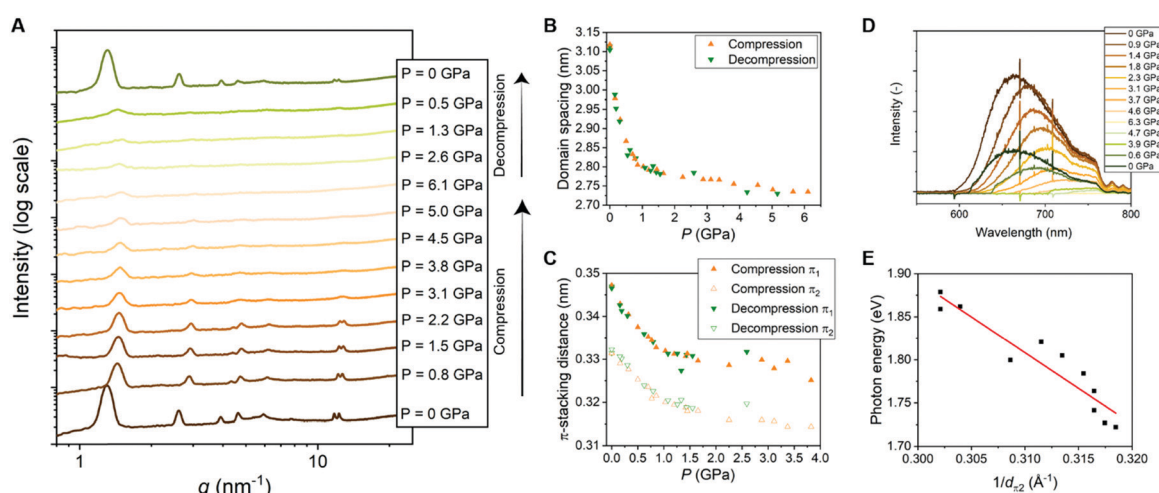 A
Intensity (log scale)
P = 0 GPa
P = 0.5 GPa
P = 1.3 GPa
P = 2.6 GPa
P = 6.1 GPa
P = 5.0 GPa
P = 4.5 GPa
P = 3.8 GPa
P = 3.1 GPa
P = 2.2 GPa
P = 1.5 GPa
P = 0.8 GPa
P = 0 GPa
Decompression
Compression
1
10
q (nm⁻¹)
B
Domain spacing (nm)
3.15
3.10
3.05
3.00
2.95
2.90
2.85
2.80
2.75
2.70
Compression
Decompression
0 1 2 3 4 5 6
P (GPa)
C
π-stacking distance (nm)
0.35
0.34
0.33
0.32
0.31
Compression π₁
Compression π₂
Decompression π₁
Decompression π₂
0.0 0.5 1.0 1.5 2.0 2.5 3.0 3.5 4.0
P (GPa)
D
Intensity (-)
0 GPa
0.9 GPa
1.4 GPa
1.8 GPa
2.3 GPa
3.1 GPa
3.7 GPa
4.6 GPa
6.3 GPa
4.7 GPa
3.9 GPa
0.6 GPa
0 GPa
600 700 800
Wavelength (nm)
E
Photon energy (eV)
1.90
1.85
1.80
1.75
1.70
0.300 0.305 0.310 0.315 0.320
1/dπ2 (Å⁻¹)